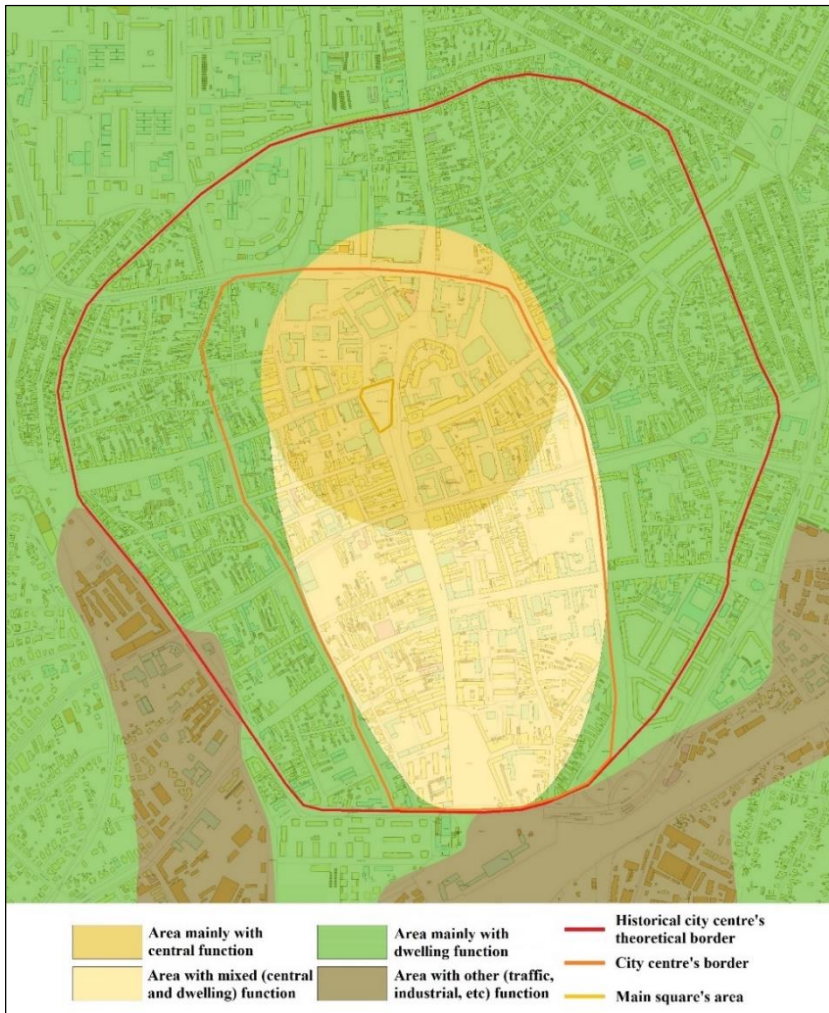 Area mainly with
central function
Area with mixed (central
and dwelling) function
Area mainly with
dwelling function
Area with other (traffic,
industrial, etc) function
Historical city centre's
theoretical border
City centre's border
Main square's area